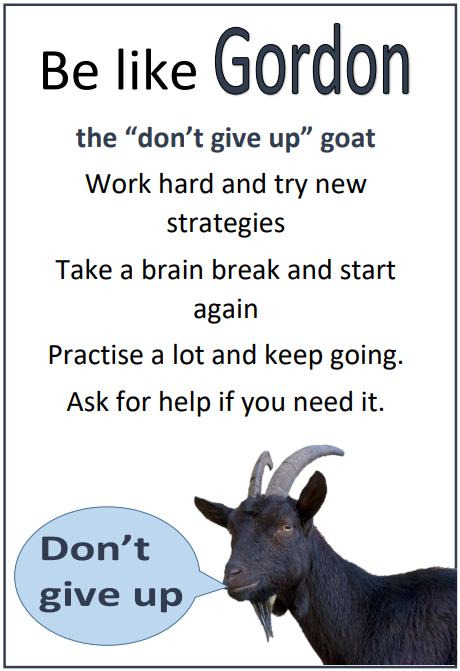 Be like Gordon
the “don’t give up” goat
Work hard and try new
strategies
Take a brain break and start
again
Practise a lot and keep going.
Ask for help if you need it.
Don’t
give up